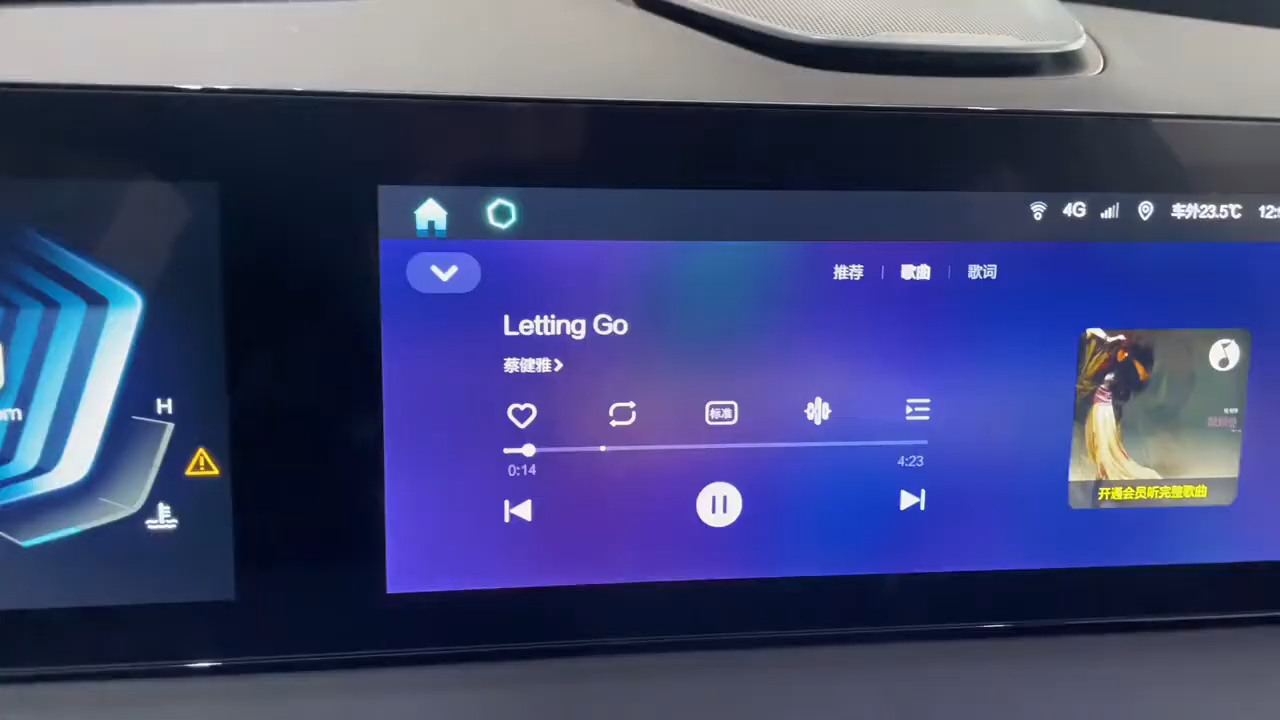 4G 车外23.5℃
推荐 | 歌曲 | 歌词
Letting Go
蔡健雅
标准
0:14
4:23
开通会员听完整歌曲
H